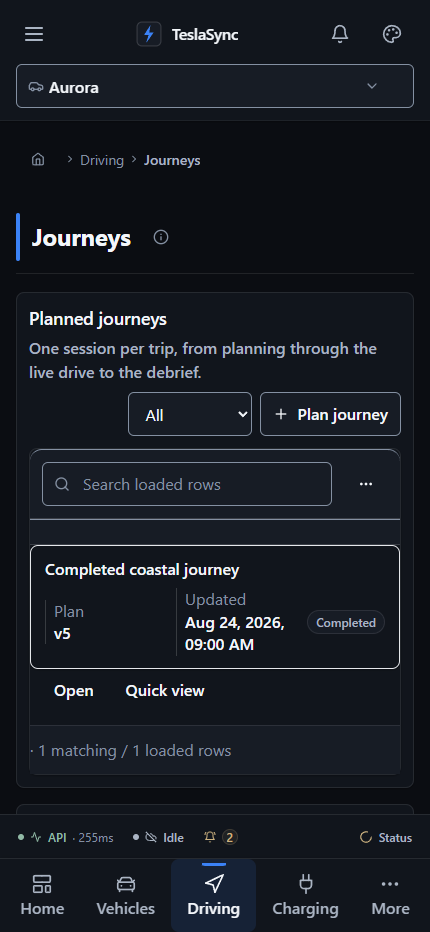 TeslaSync
Aurora
Driving
Journeys
Journeys
Planned journeys
One session per trip, from planning through the
live drive to the debrief.
All
+ Plan journey
Search loaded rows
Completed coastal journey
Plan
v5
Updated
Aug 24, 2026,
09:00 AM
Completed
Open
Quick view
· 1 matching / 1 loaded rows
API · 255ms
Idle
2
Status
Home
Vehicles
Driving
Charging
More